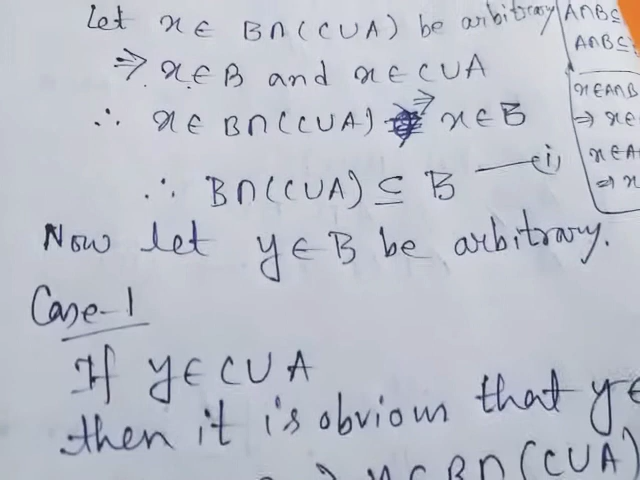 Let x ∈ B∩(C∪A) be arbitrary
⇒ x ∈ B and x ∈ C∪A
∴ x ∈ B∩(C∪A) ⇒ x ∈ B
∴ B∩(C∪A) ⊆ B —(i)
Now let y ∈ B be arbitrary.
Case-1
If y ∈ C∪A
then it is obvious that y ∈
B∩(C∪A)
A∩B ⊆
A∩B ⊆
x ∈ A∩B
⇒ x ∈
x ∈ A
⇒ x